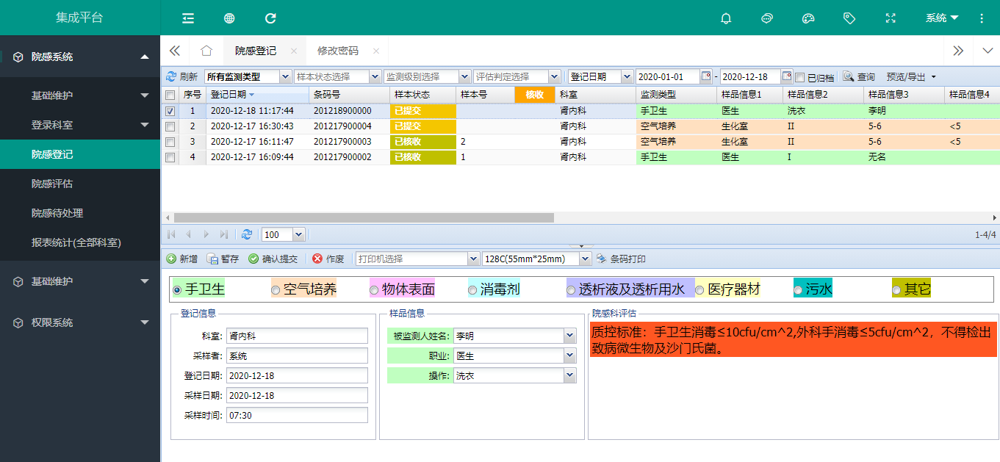 集成平台
系统
院感系统
基础维护
登录科室
院感登记
院感评估
院感待处理
报表统计(全部科室)
基础维护
权限系统
院感登记 × 修改密码 ×
刷新 所有监测类型 样本状态选择 监测级别选择 评估判定选择 登记日期 2020-01-01 - 2020-12-18 已归档 查询 预览/导出
序号 登记日期 条码号 样本状态 样本号 核收 科室 监测类型 样品信息1 样品信息2 样品信息3 样品信息4
1 2020-12-18 11:17:44 201218900000 已提交 肾内科 手卫生 医生 洗衣 李明
2 2020-12-17 16:30:43 201217900004 已提交 肾内科 空气培养 生化室 II 5-6 <5
3 2020-12-17 16:11:47 201217900003 已核收 2 肾内科 空气培养 生化室 II 5-6 <5
4 2020-12-17 16:09:44 201217900002 已核收 1 肾内科 手卫生 医生 I 无名
100 1-4/4
新增 暂存 确认提交 作废 打印机选择 128C(55mm*25mm) 条码打印
手卫生 空气培养 物体表面 消毒剂 透析液及透析用水 医疗器材 污水 其它
登记信息
科室: 肾内科
采样者: 系统
登记日期: 2020-12-18
采样日期: 2020-12-18
采样时间: 07:30
样品信息
被监测人姓名: 李明
职业: 医生
操作: 洗衣
院感科评估
质控标准：手卫生消毒≤10cfu/cm^2,外科手消毒≤5cfu/cm^2，不得检出
致病微生物及沙门氏菌。